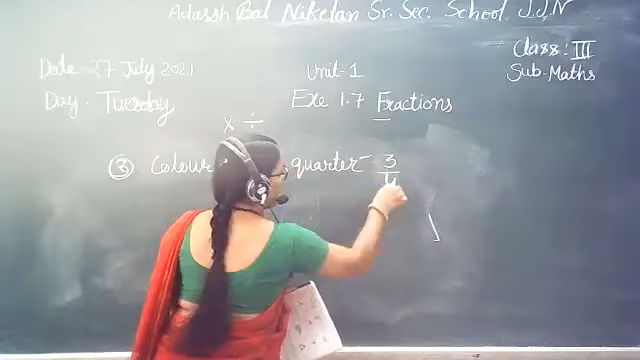 Adarsh Bal Niketan Sr. Sec. School, JJN
Class: III
Date 27 July 2021 Unit-1 Sub. Maths
Day. Tuesday Exe 1.7 Fractions
× ÷
③ Colour quarter- 3/4